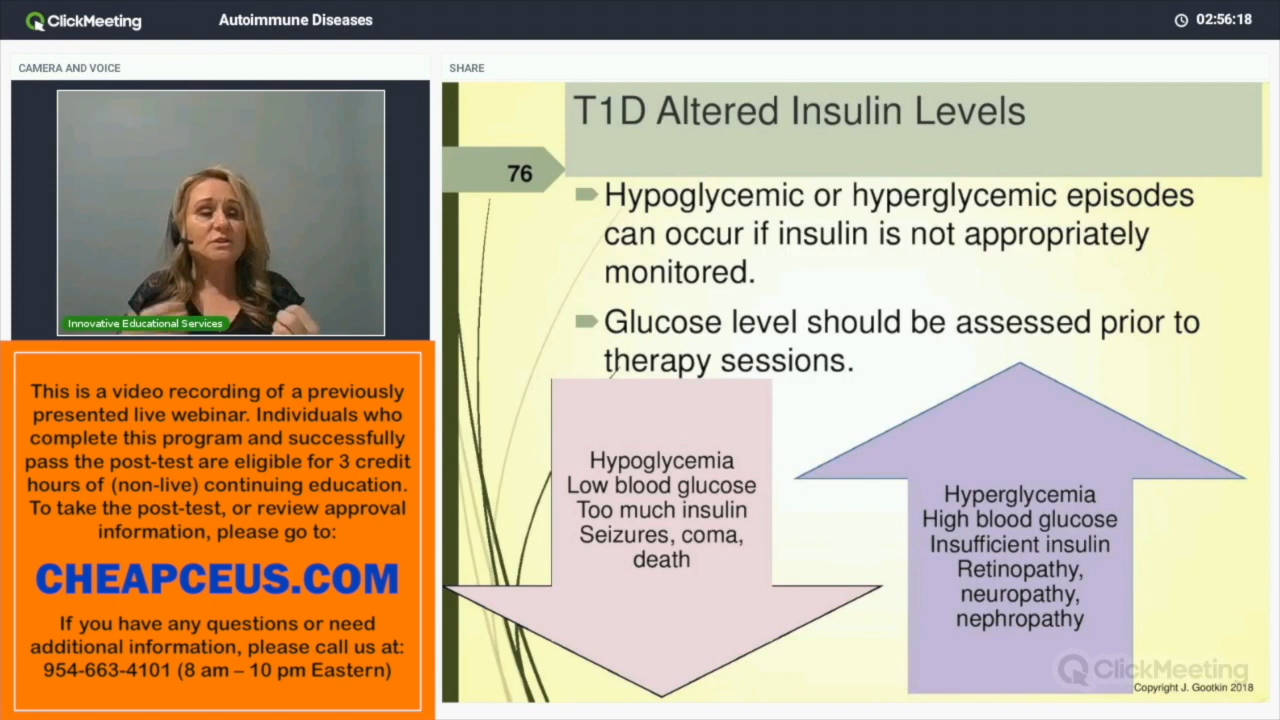 ClickMeeting
Autoimmune Diseases
02:56:18
CAMERA AND VOICE
Innovative Educational Services
This is a video recording of a previously
presented live webinar. Individuals who
complete this program and successfully
pass the post-test are eligible for 3 credit
hours of (non-live) continuing education.
To take the post-test, or review approval
information, please go to:
CHEAPCEUS.COM
If you have any questions or need
additional information, please call us at:
954-663-4101 (8 am – 10 pm Eastern)
SHARE
T1D Altered Insulin Levels
76
Hypoglycemic or hyperglycemic episodes
can occur if insulin is not appropriately
monitored.
Glucose level should be assessed prior to
therapy sessions.
Hypoglycemia
Low blood glucose
Too much insulin
Seizures, coma,
death
Hyperglycemia
High blood glucose
Insufficient insulin
Retinopathy,
neuropathy,
nephropathy
ClickMeeting
Copyright J. Gootkin 2018